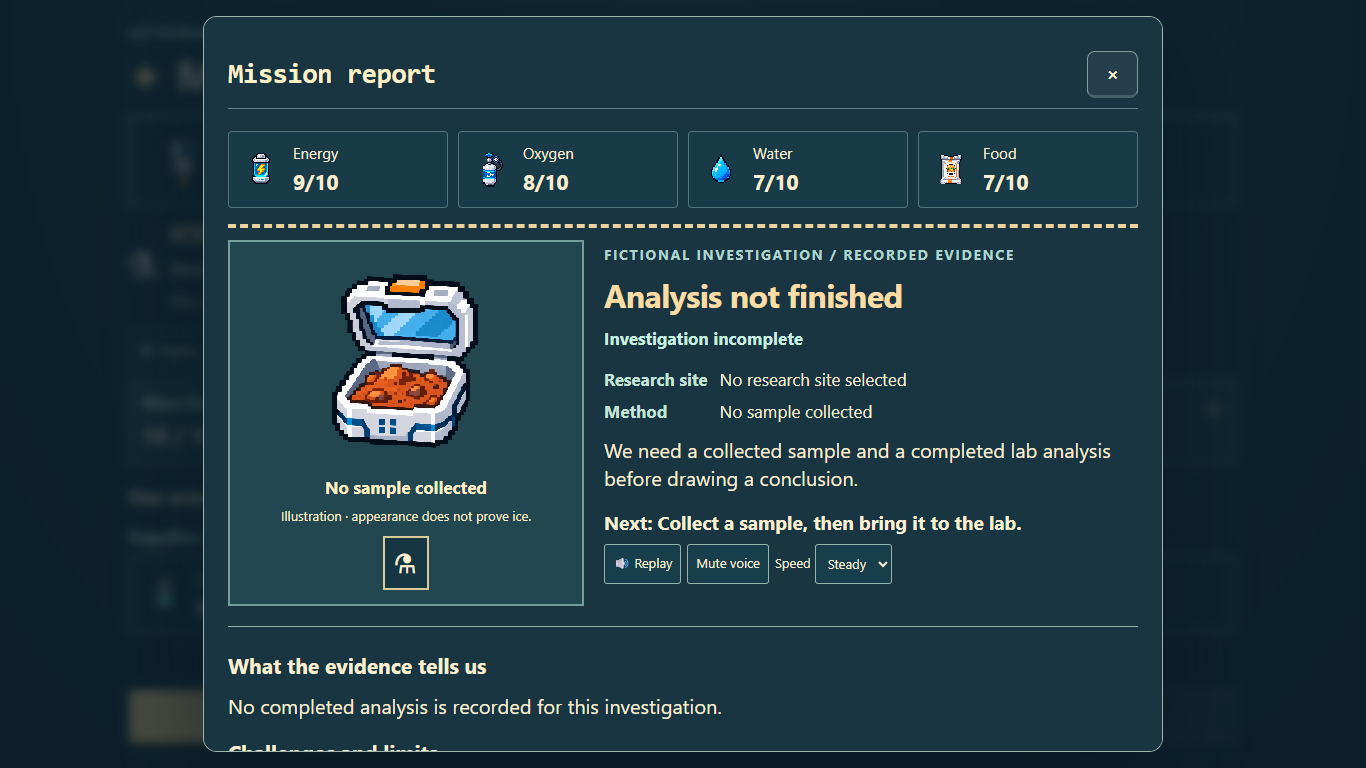 Mission report
×
Energy
9/10
Oxygen
8/10
Water
7/10
Food
7/10
FICTIONAL INVESTIGATION / RECORDED EVIDENCE
Analysis not finished
Investigation incomplete
Research site No research site selected
Method No sample collected
We need a collected sample and a completed lab analysis
before drawing a conclusion.
Next: Collect a sample, then bring it to the lab.
Replay Mute voice Speed Steady
No sample collected
Illustration · appearance does not prove ice.
What the evidence tells us
No completed analysis is recorded for this investigation.
Challenges and limits